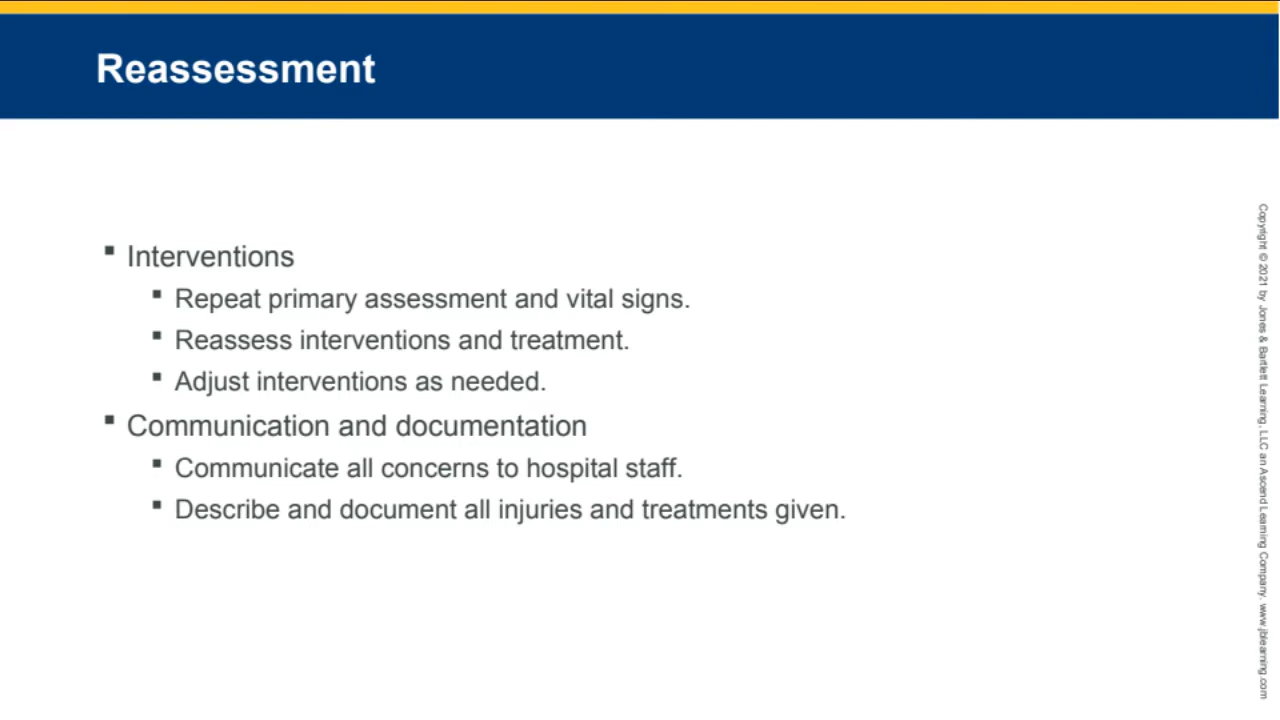 Reassessment
Interventions
Repeat primary assessment and vital signs.
Reassess interventions and treatment.
Adjust interventions as needed.
Communication and documentation
Communicate all concerns to hospital staff.
Describe and document all injuries and treatments given.
Copyright © 2021 by Jones & Bartlett Learning, LLC an Ascend Learning Company. www.jblearning.com